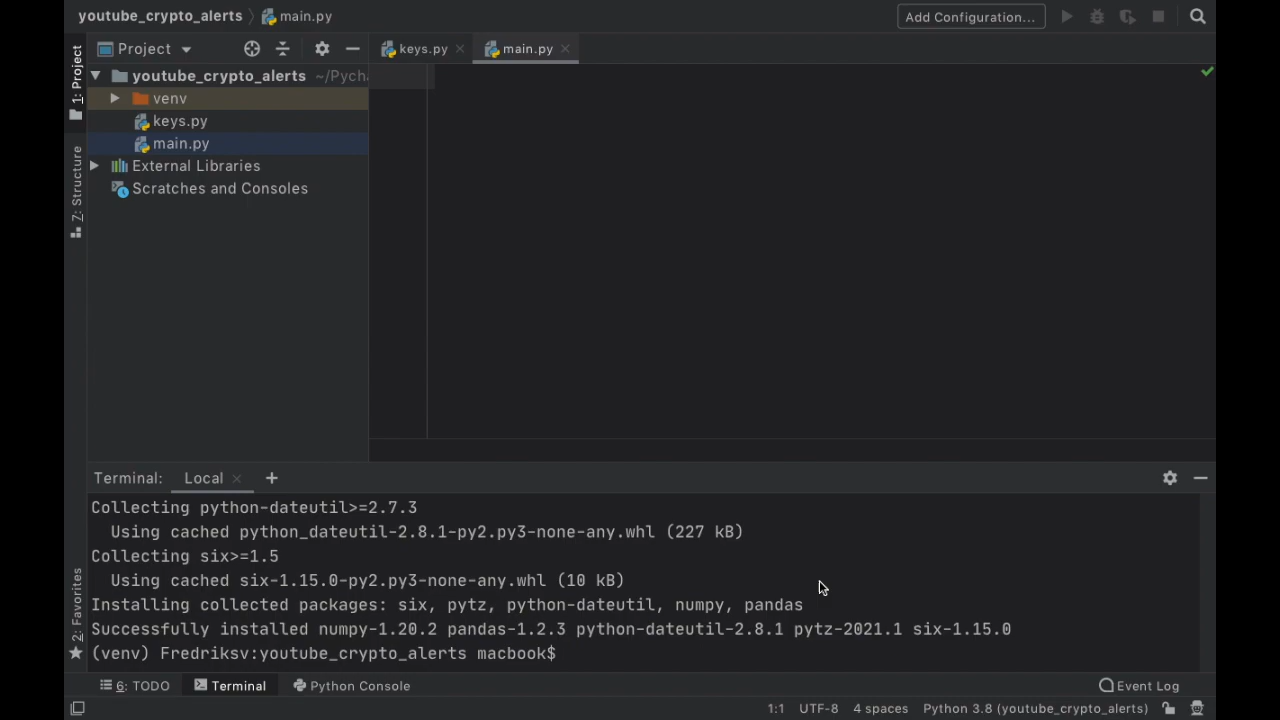 youtube_crypto_alerts main.py
Add Configuration...
1: Project
Project
keys.py
main.py
youtube_crypto_alerts ~/Pycha
venv
keys.py
main.py
External Libraries
Scratches and Consoles
7: Structure
Terminal: Local +
Collecting python-dateutil>=2.7.3
Using cached python_dateutil-2.8.1-py2.py3-none-any.whl (227 kB)
Collecting six>=1.5
Using cached six-1.15.0-py2.py3-none-any.whl (10 kB)
Installing collected packages: six, pytz, python-dateutil, numpy, pandas
Successfully installed numpy-1.20.2 pandas-1.2.3 python-dateutil-2.8.1 pytz-2021.1 six-1.15.0
(venv) Fredriksv:youtube_crypto_alerts macbook$
2: Favorites
6: TODO Terminal Python Console Event Log
1:1 UTF-8 4 spaces Python 3.8 (youtube_crypto_alerts)